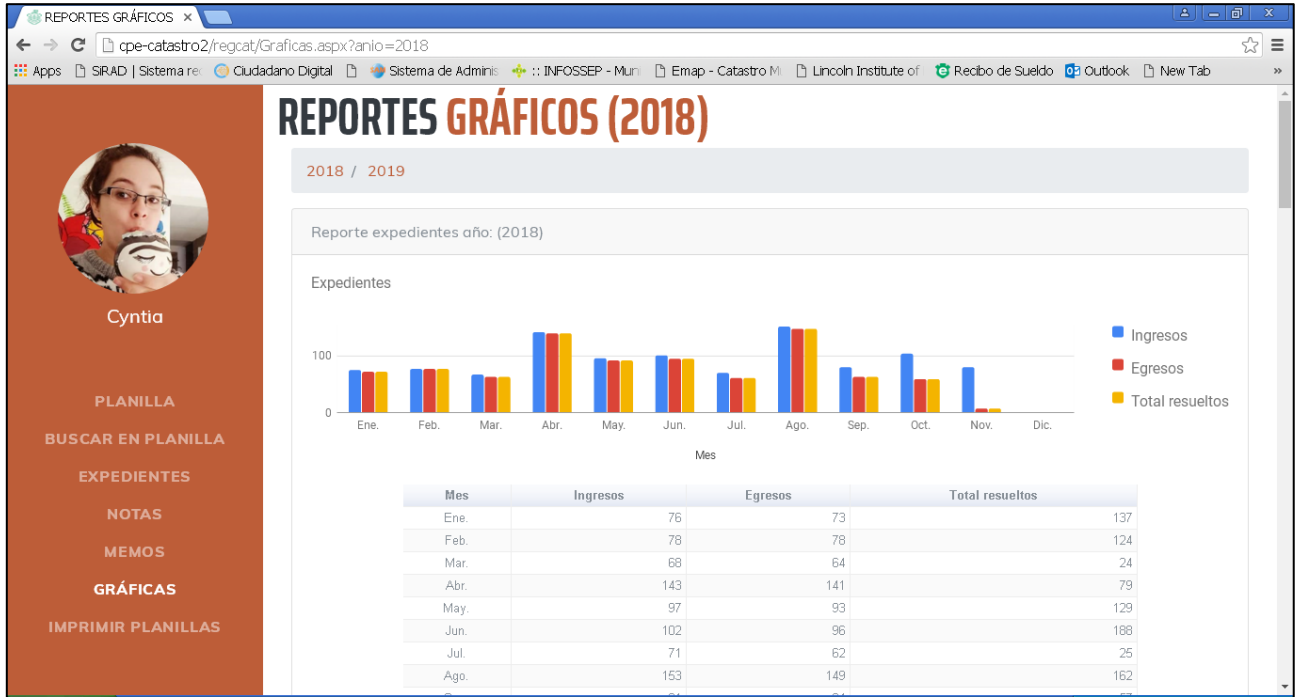 REPORTES GRÁFICOS
cpe-catastro2/regcat/Graficas.aspx?anio=2018
Apps SiRAD | Sistema rec Ciudadano Digital Sistema de Adminis :: INFOSSEP - Muni Emap - Catastro M Lincoln Institute of Recibo de Sueldo Outlook New Tab »
REPORTES GRÁFICOS (2018)
2018 / 2019
Reporte expedientes año: (2018)
Expedientes
Cyntia
PLANILLA
BUSCAR EN PLANILLA
EXPEDIENTES
NOTAS
MEMOS
GRÁFICAS
IMPRIMIR PLANILLAS
100
0
Ene. Feb. Mar. Abr. May. Jun. Jul. Ago. Sep. Oct. Nov. Dic.
Mes
Ingresos
Egresos
Total resueltos
Mes Ingresos Egresos Total resueltos
Ene. 76 73 137
Feb. 78 78 124
Mar. 68 64 24
Abr. 143 141 79
May. 97 93 129
Jun. 102 96 188
Jul. 71 62 25
Ago. 153 149 162